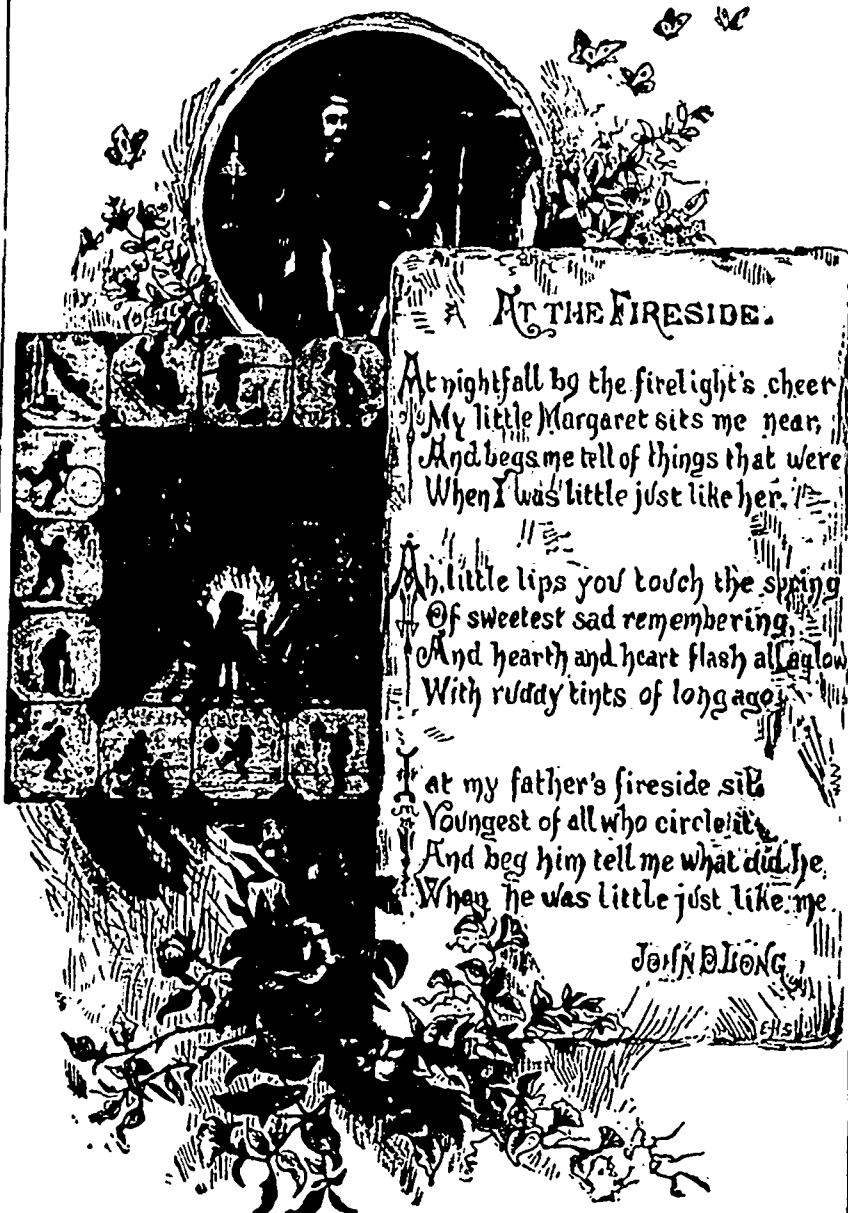 AT THE FIRESIDE.
At nightfall by the firelight's cheer
My little Margaret sits me near,
And begs me tell of things that were
When I was little just like her.
Ah, little lips you touch the spring
Of sweetest sad remembering,
And hearth and heart flash all aglow
With ruddy tints of long ago.
I at my father's fireside sit
Youngest of all who circle it,
And beg him tell me what did he
When he was little just like me.
JOHN D. LONG
EHS